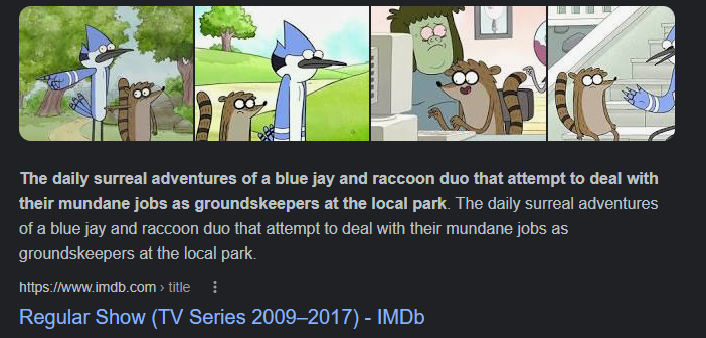 The daily surreal adventures of a blue jay and raccoon duo that attempt to deal with
their mundane jobs as groundskeepers at the local park. The daily surreal adventures
of a blue jay and raccoon duo that attempt to deal with their mundane jobs as
groundskeepers at the local park.
https://www.imdb.com › title
Regular Show (TV Series 2009–2017) - IMDb